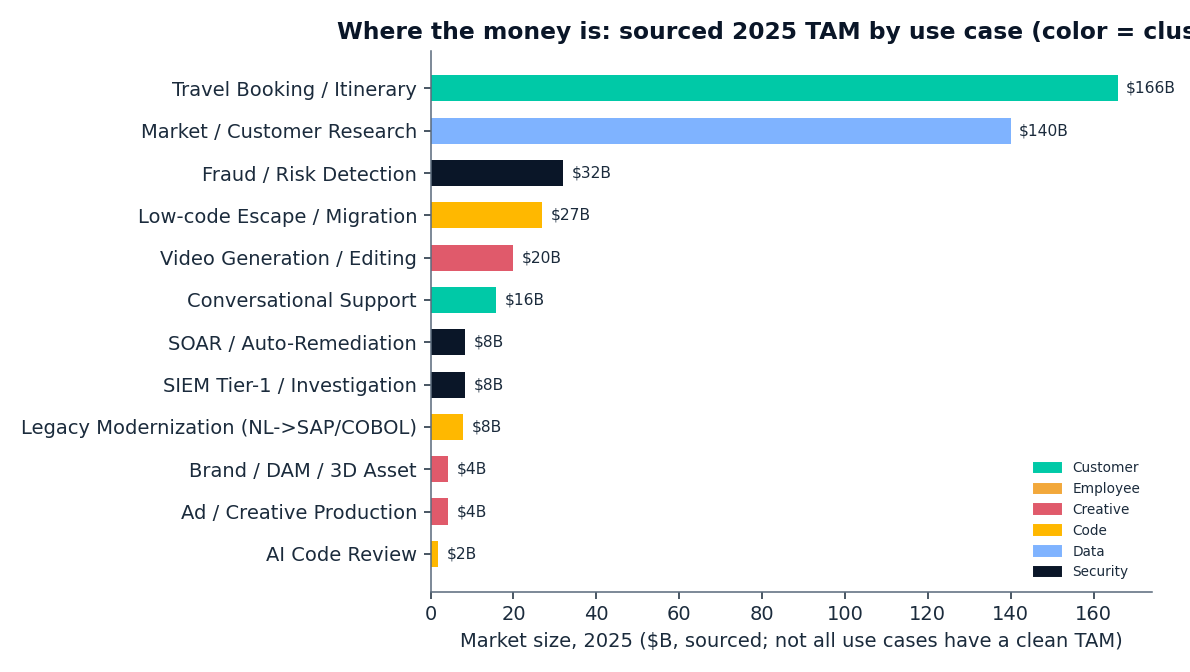 Where the money is: sourced 2025 TAM by use case (color = clus
Travel Booking / Itinerary $166B
Market / Customer Research $140B
Fraud / Risk Detection $32B
Low-code Escape / Migration $27B
Video Generation / Editing $20B
Conversational Support $16B
SOAR / Auto-Remediation $8B
SIEM Tier-1 / Investigation $8B
Legacy Modernization (NL->SAP/COBOL) $8B
Brand / DAM / 3D Asset $4B
Ad / Creative Production $4B
AI Code Review $2B
Customer
Employee
Creative
Code
Data
Security
0 20 40 60 80 100 120 140 160
Market size, 2025 ($B, sourced; not all use cases have a clean TAM)